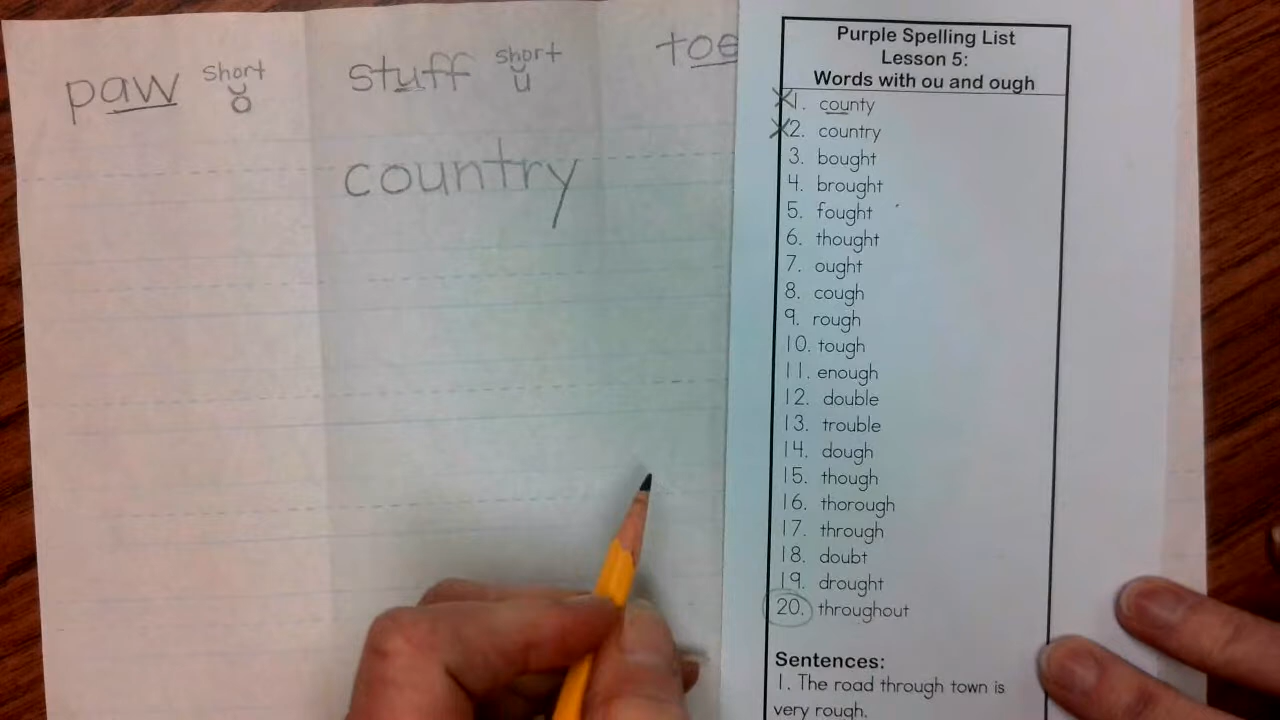 paw short ŏ
stuff short ŭ
toe
country
Purple Spelling List
Lesson 5:
Words with ou and ough
1. county
2. country
3. bought
4. brought
5. fought
6. thought
7. ought
8. cough
9. rough
10. tough
11. enough
12. double
13. trouble
14. dough
15. though
16. thorough
17. through
18. doubt
19. drought
20. throughout
Sentences:
1. The road through town is
very rough.